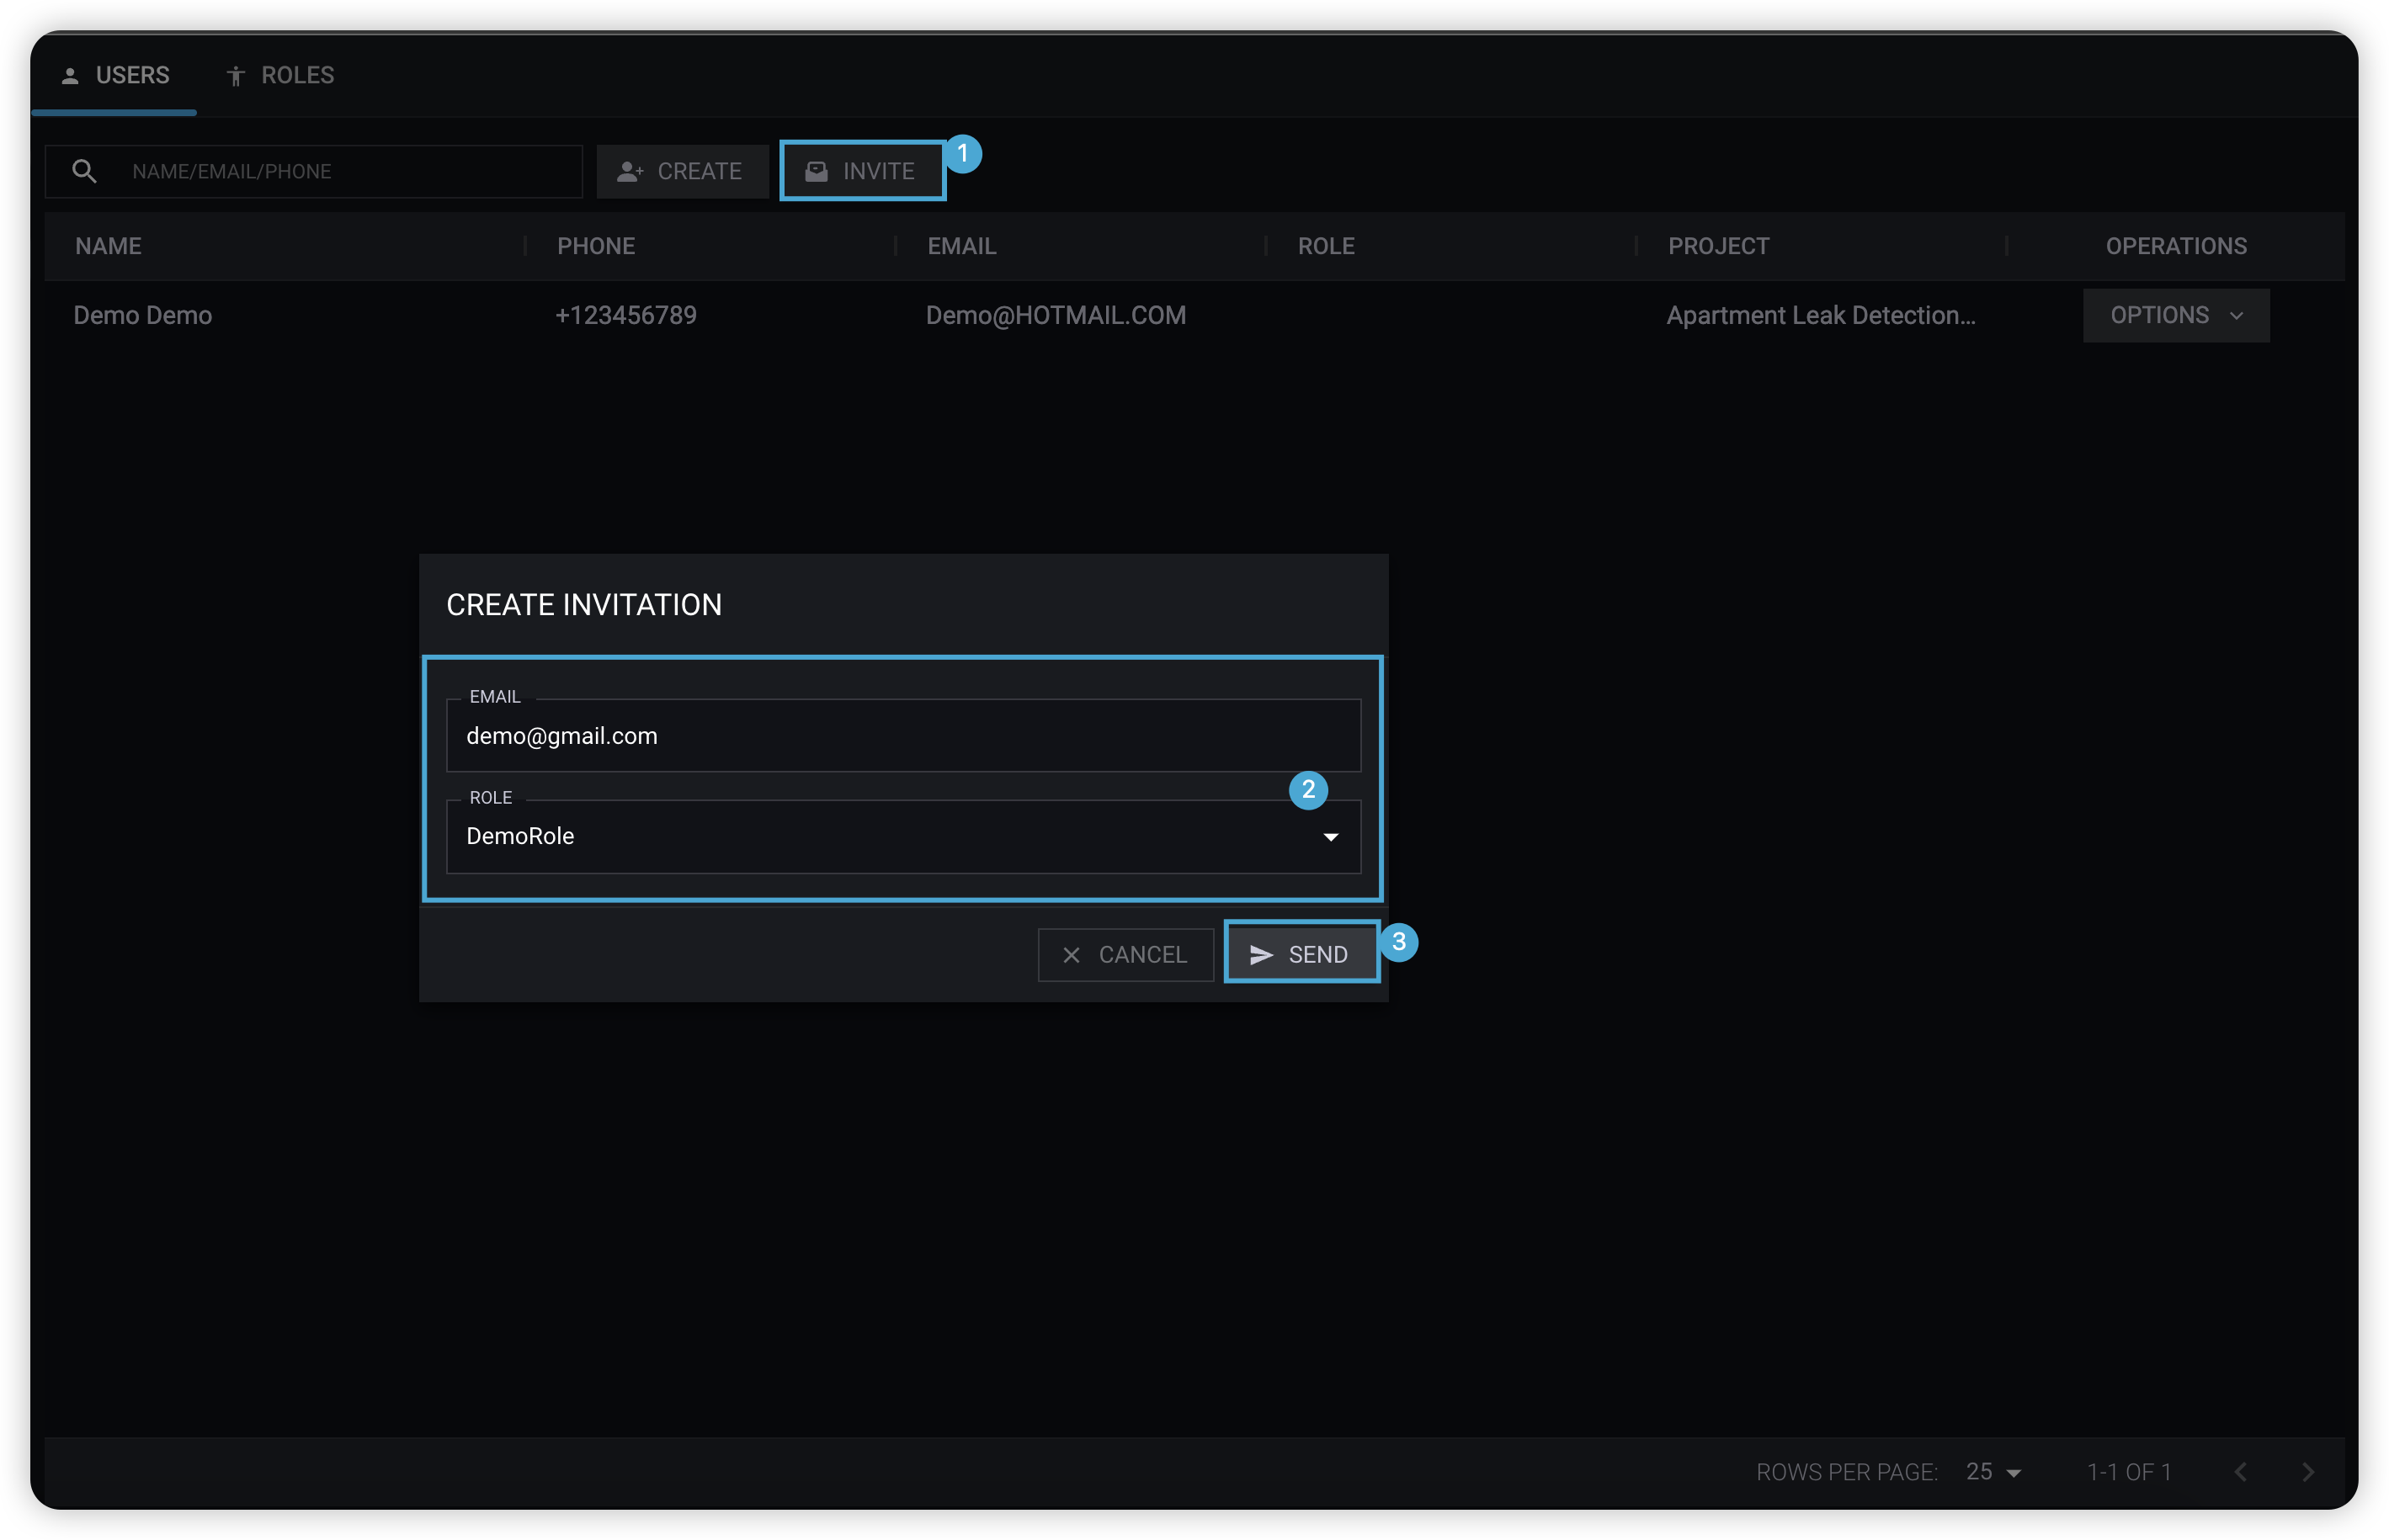 USERS ROLES
NAME/EMAIL/PHONE CREATE INVITE 1
NAME PHONE EMAIL ROLE PROJECT OPERATIONS
Demo Demo +123456789 Demo@HOTMAIL.COM Apartment Leak Detection... OPTIONS
CREATE INVITATION
EMAIL
demo@gmail.com
2
ROLE
DemoRole
CANCEL SEND 3
ROWS PER PAGE: 25 1-1 OF 1